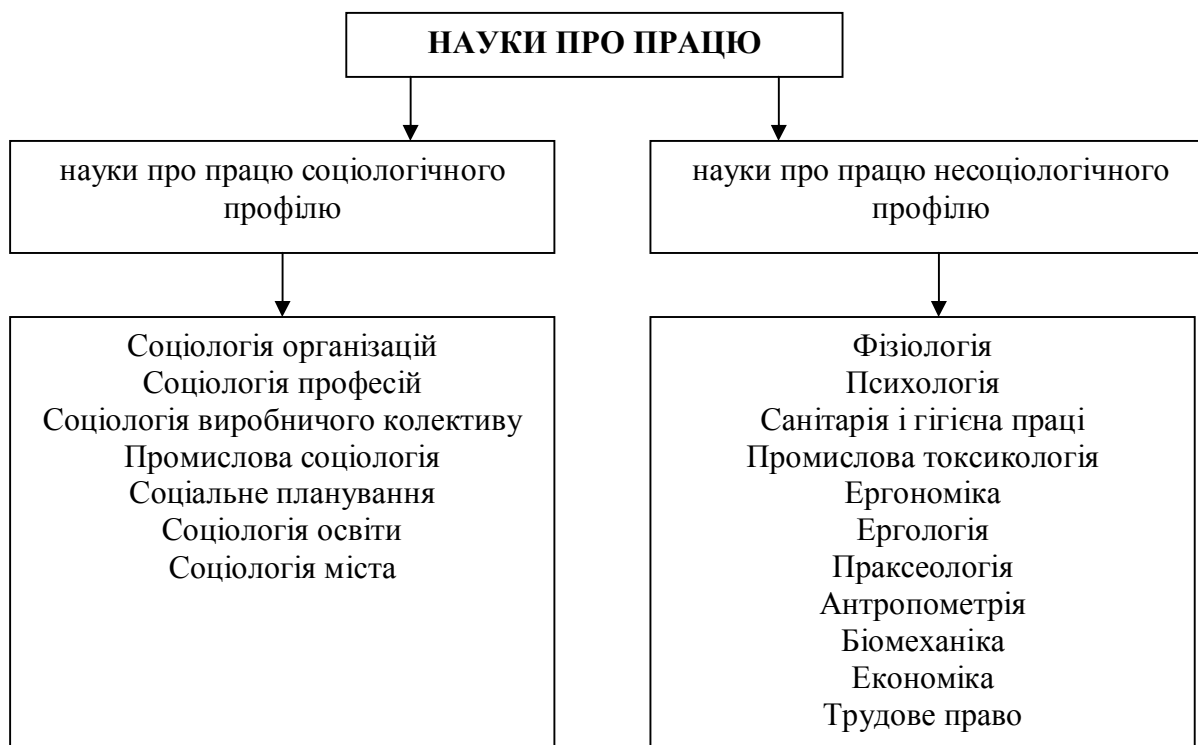 НАУКИ ПРО ПРАЦЮ
науки про працю соціологічного
профілю
науки про працю несоціологічного
профілю
Соціологія організацій
Соціологія професій
Соціологія виробничого колективу
Промислова соціологія
Соціальне планування
Соціологія освіти
Соціологія міста
Фізіологія
Психологія
Санітарія і гігієна праці
Промислова токсикологія
Ергономіка
Ергологія
Праксеологія
Антропометрія
Біомеханіка
Економіка
Трудове право